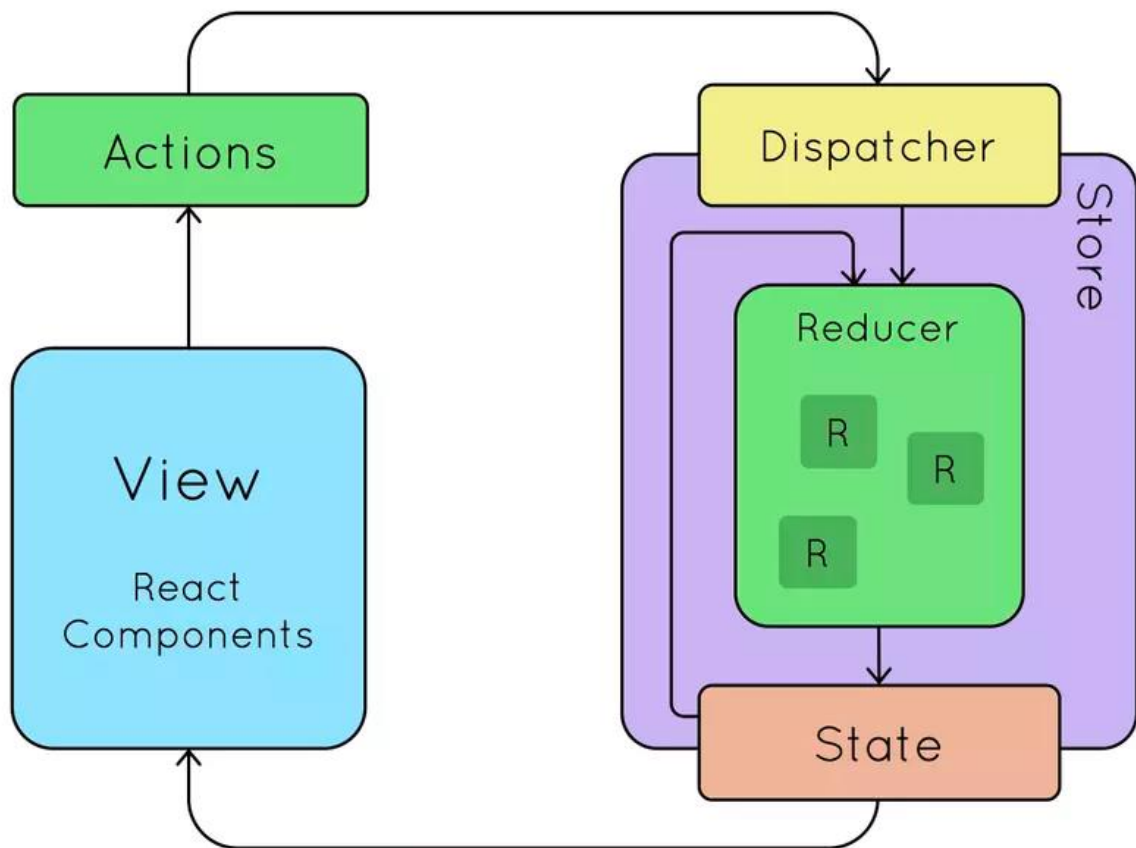 Actions
Dispatcher
Store
Reducer
R
R
R
View
React
Components
State